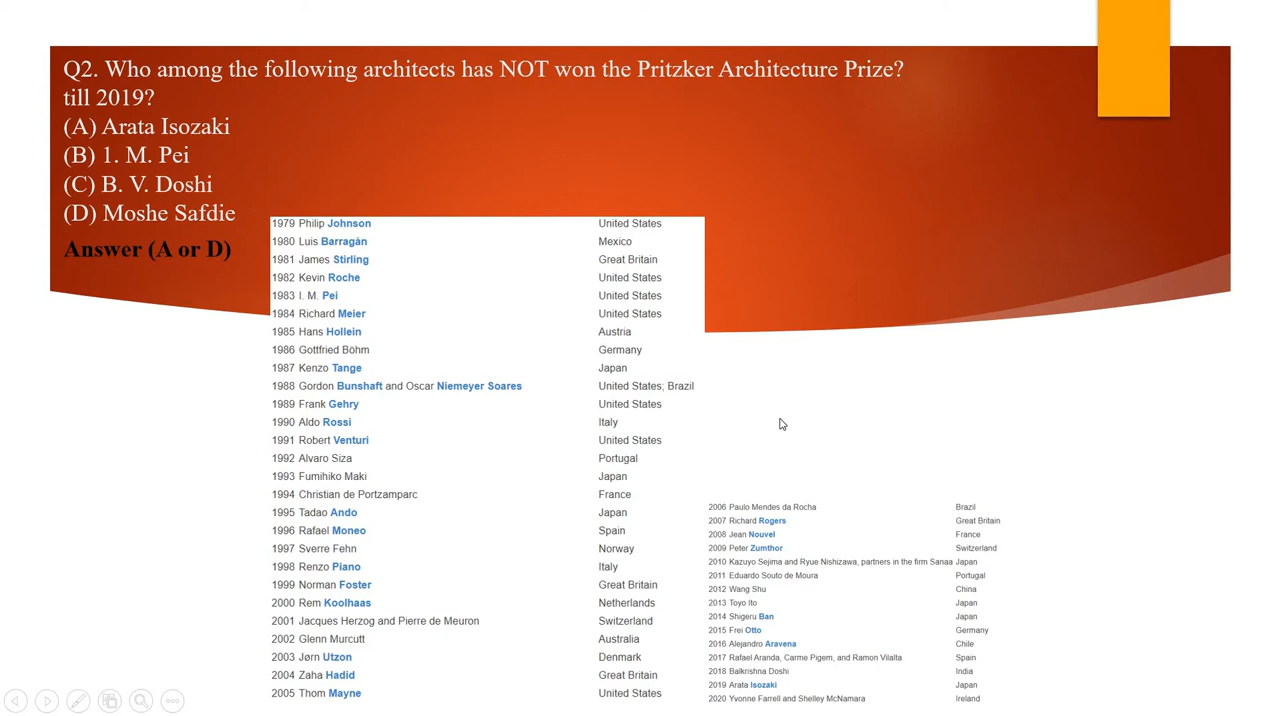 Q2. Who among the following architects has NOT won the Pritzker Architecture Prize?
till 2019?
(A) Arata Isozaki
(B) 1. M. Pei
(C) B. V. Doshi
(D) Moshe Safdie
Answer (A or D)
1979 Philip Johnson United States
1980 Luis Barragán Mexico
1981 James Stirling Great Britain
1982 Kevin Roche United States
1983 I. M. Pei United States
1984 Richard Meier United States
1985 Hans Hollein Austria
1986 Gottfried Böhm Germany
1987 Kenzo Tange Japan
1988 Gordon Bunshaft and Oscar Niemeyer Soares United States; Brazil
1989 Frank Gehry United States
1990 Aldo Rossi Italy
1991 Robert Venturi United States
1992 Alvaro Siza Portugal
1993 Fumihiko Maki Japan
1994 Christian de Portzamparc France
1995 Tadao Ando Japan
1996 Rafael Moneo Spain
1997 Sverre Fehn Norway
1998 Renzo Piano Italy
1999 Norman Foster Great Britain
2000 Rem Koolhaas Netherlands
2001 Jacques Herzog and Pierre de Meuron Switzerland
2002 Glenn Murcutt Australia
2003 Jørn Utzon Denmark
2004 Zaha Hadid Great Britain
2005 Thom Mayne United States
2006 Paulo Mendes da Rocha Brazil
2007 Richard Rogers Great Britain
2008 Jean Nouvel France
2009 Peter Zumthor Switzerland
2010 Kazuyo Sejima and Ryue Nishizawa, partners in the firm Sanaa Japan
2011 Eduardo Souto de Moura Portugal
2012 Wang Shu China
2013 Toyo Ito Japan
2014 Shigeru Ban Japan
2015 Frei Otto Germany
2016 Alejandro Aravena Chile
2017 Rafael Aranda, Carme Pigem, and Ramon Vilalta Spain
2018 Balkrishna Doshi India
2019 Arata Isozaki Japan
2020 Yvonne Farrell and Shelley McNamara Ireland